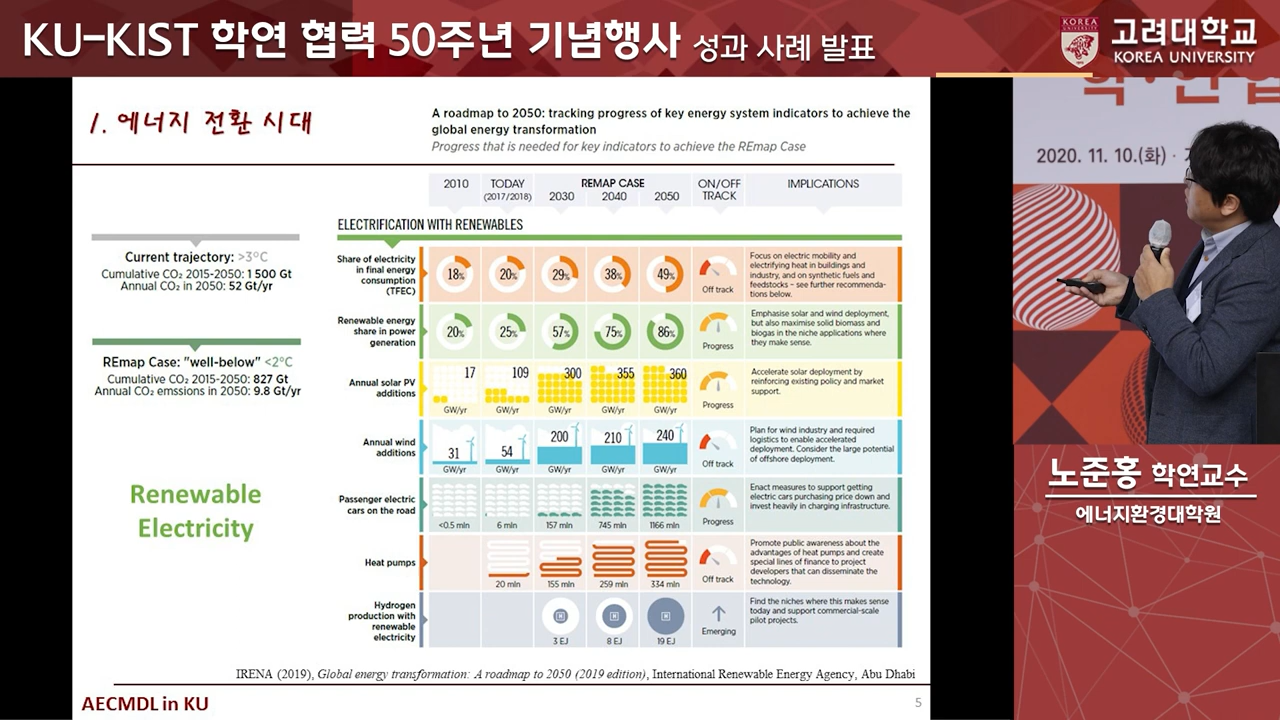 KU-KIST 학연 협력 50주년 기념행사 성과 사례 발표
KOREA
UNIVERSITY
고려대학교
KOREA UNIVERSITY
1. 에너지 전환 시대
A roadmap to 2050: tracking progress of key energy system indicators to achieve the
global energy transformation
Progress that is needed for key indicators to achieve the REmap Case
2010
TODAY
(2017/2018)
REMAP CASE
2030 2040 2050
ON/OFF
TRACK
IMPLICATIONS
ELECTRIFICATION WITH RENEWABLES
Current trajectory: >3°C
Cumulative CO₂ 2015-2050: 1 500 Gt
Annual CO₂ in 2050: 52 Gt/yr
REmap Case: "well-below" <2°C
Cumulative CO₂ 2015-2050: 827 Gt
Annual CO₂ emssions in 2050: 9.8 Gt/yr
Renewable
Electricity
Share of electricity
in final energy
consumption
(TFEC)
18% 20% 29% 38% 49%
Off track
Focus on electric mobility and
electrifying heat in buildings and
industry, and on synthetic fuels and
feedstocks – see further recommenda-
tions below.
Renewable energy
share in power
generation
20% 25% 57% 75% 86%
Progress
Emphasise solar and wind deployment,
but also maximise solid biomass and
biogas in the niche applications where
they make sense.
Annual solar PV
additions
17 109 300 355 360
GW/yr GW/yr GW/yr GW/yr GW/yr
Progress
Accelerate solar deployment by
reinforcing existing policy and market
support.
Annual wind
additions
31 54 200 210 240
GW/yr GW/yr GW/yr GW/yr GW/yr
Off track
Plan for wind industry and required
logistics to enable accelerated
deployment. Consider the large potential
of offshore deployment.
Passenger electric
cars on the road
<0.5 mln 6 mln 157 mln 745 mln 1166 mln
Progress
Enact measures to support getting
electric cars purchasing price down and
invest heavily in charging infrastructure.
Heat pumps
20 mln 155 mln 259 mln 334 mln
Off track
Promote public awareness about the
advantages of heat pumps and create
special lines of finance to project
developers that can disseminate the
technology.
Hydrogen
production with
renewable
electricity
H H H
3 EJ 8 EJ 19 EJ
Emerging
Find the niches where this makes sense
today and support commercial-scale
pilot projects.
IRENA (2019), Global energy transformation: A roadmap to 2050 (2019 edition), International Renewable Energy Agency, Abu Dhabi
AECMDL in KU
5
학·연협
2020. 11. 10.(화) ·
노준홍 학연교수
에너지환경대학원